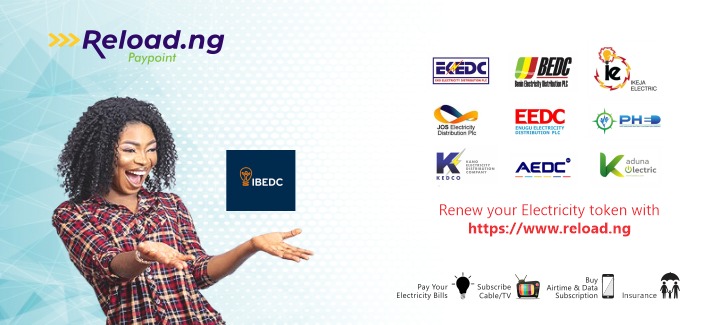 Reload.ng
Paypoint
IBEDC
EKEDC
EKO ELECTRICITY DISTRIBUTION PLC
BEDC
Benin Electricity Distribution PLC
ie
IKEJA
ELECTRIC
JOS Electricity
Distribution Plc
EEDC
ENUGU ELECTRICITY
DISTRIBUTION PLC
PHED
KEDCO
KANO
ELECTRICITY
DISTRIBUTION
COMPANY
AEDC
Kaduna
Electric
Renew your Electricity token with
https://www.reload.ng
Pay Your
Electricity Bills
Subscribe
Cable/TV
Buy
Airtime & Data
Subscription
Insurance